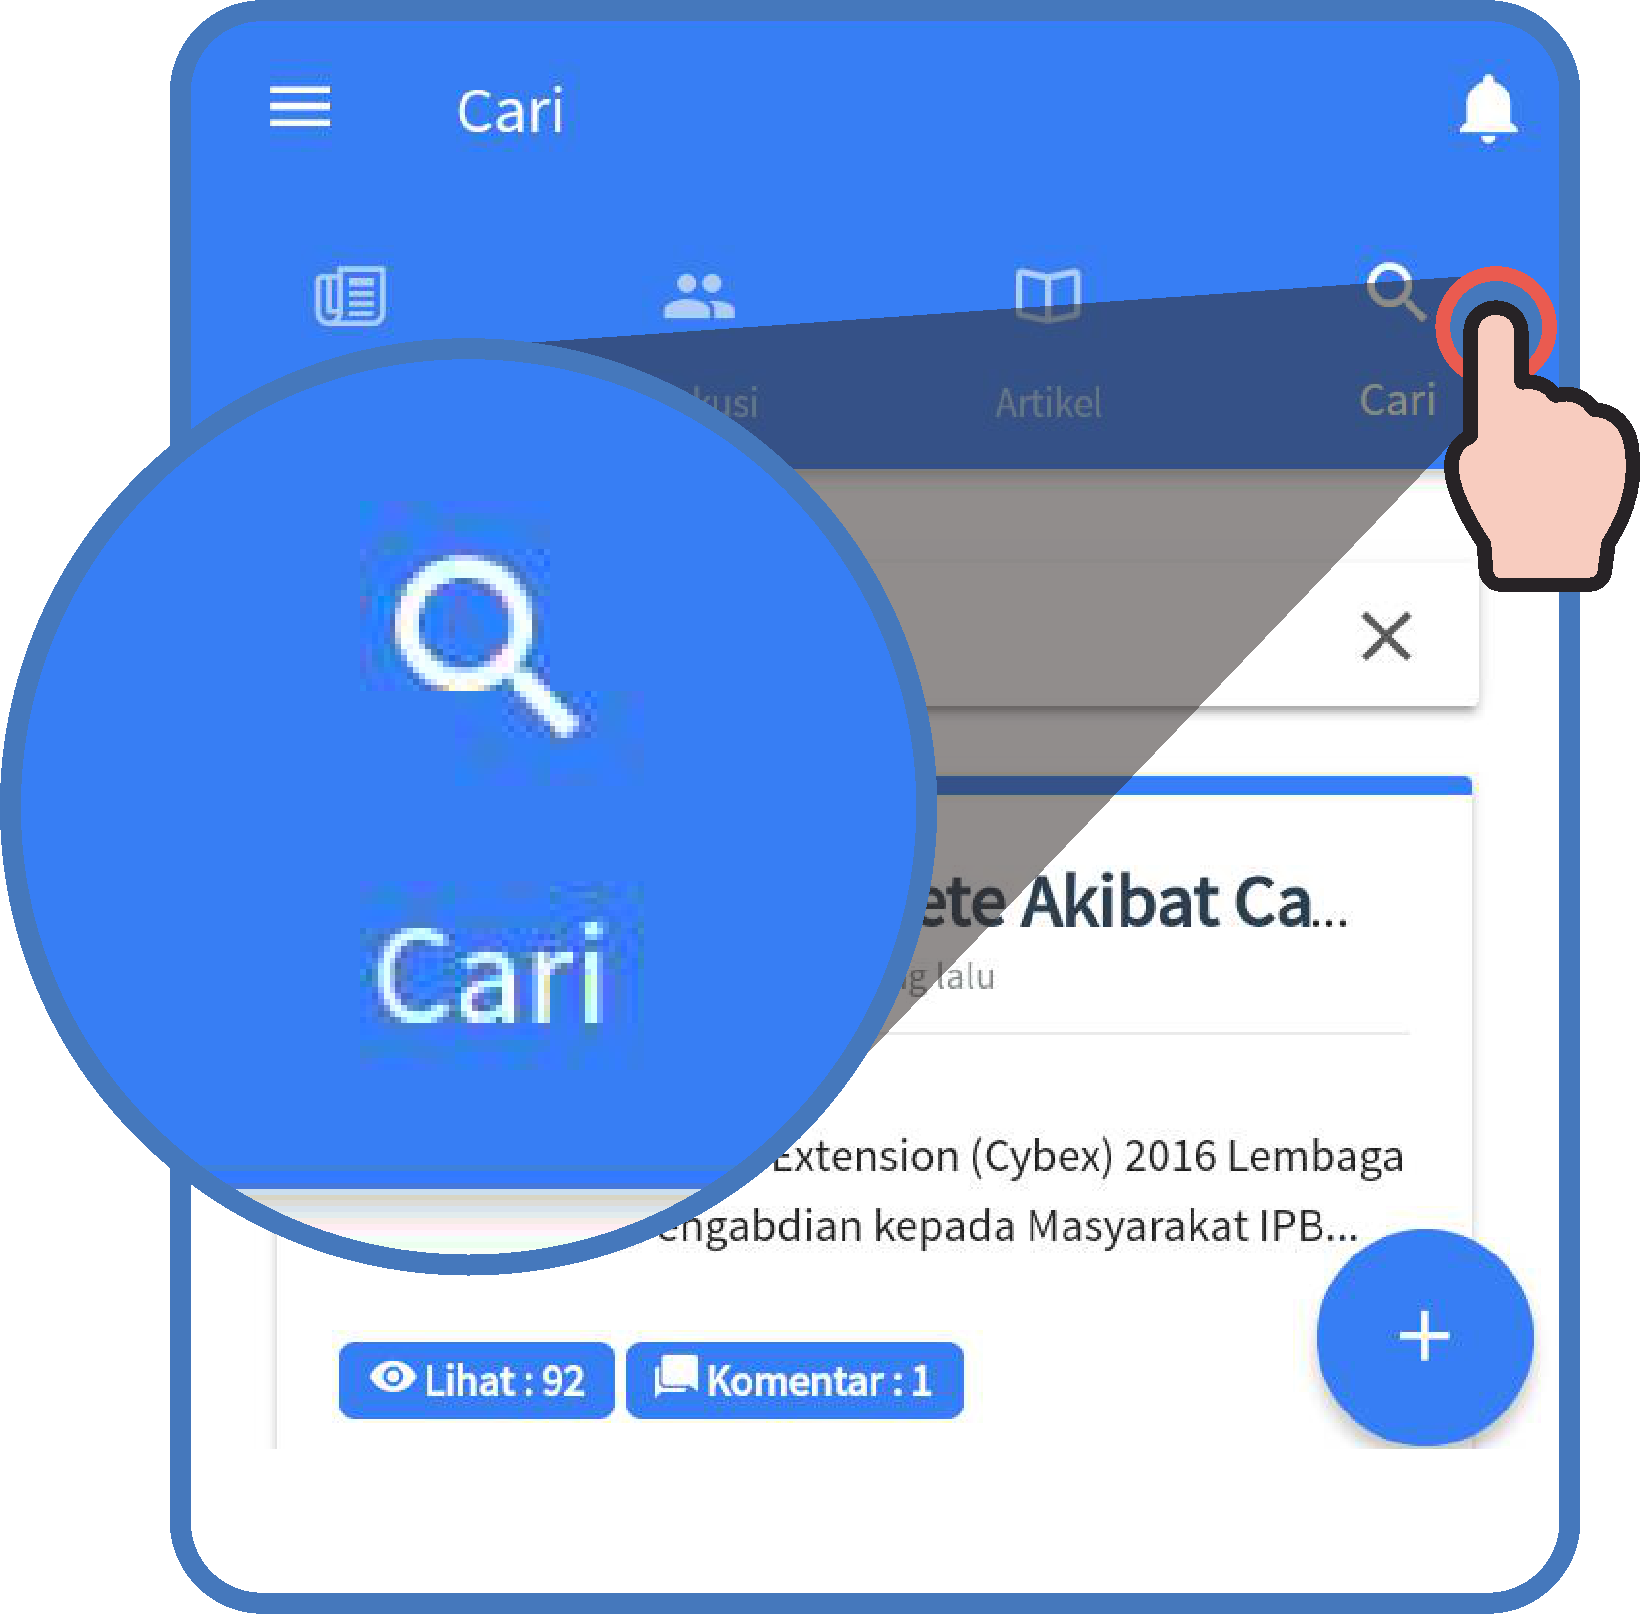 Cari
kusi Artikel Cari
Cari
ete Akibat Ca...
g lalu
Extension (Cybex) 2016 Lembaga
engabdian kepada Masyarakat IPB...
Lihat : 92 Komentar : 1